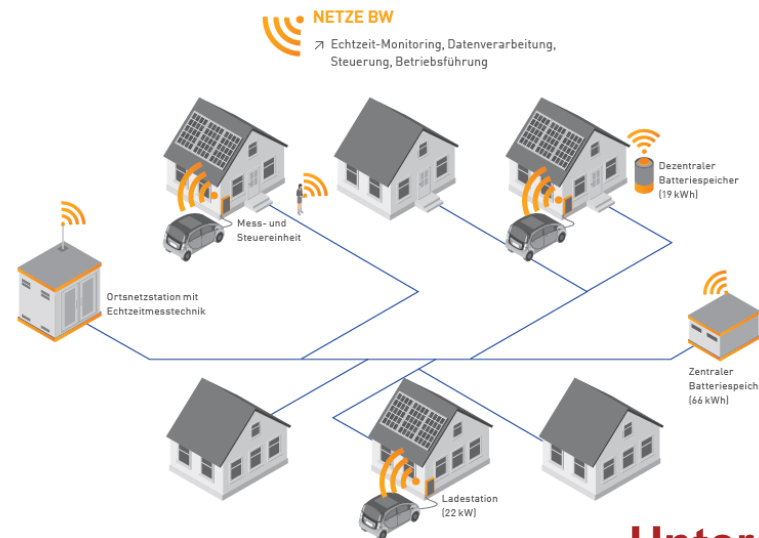 NETZE BW
↗ Echtzeit-Monitoring, Datenverarbeitung,
Steuerung, Betriebsführung
Dezentraler
Batteriespeicher
(19 kWh)
Mess- und
Steuereinheit
Ortsnetzstation mit
Echtzeitmesstechnik
Zentraler
Batteriespeich
(66 kWh)
Ladestation
(22 kW)